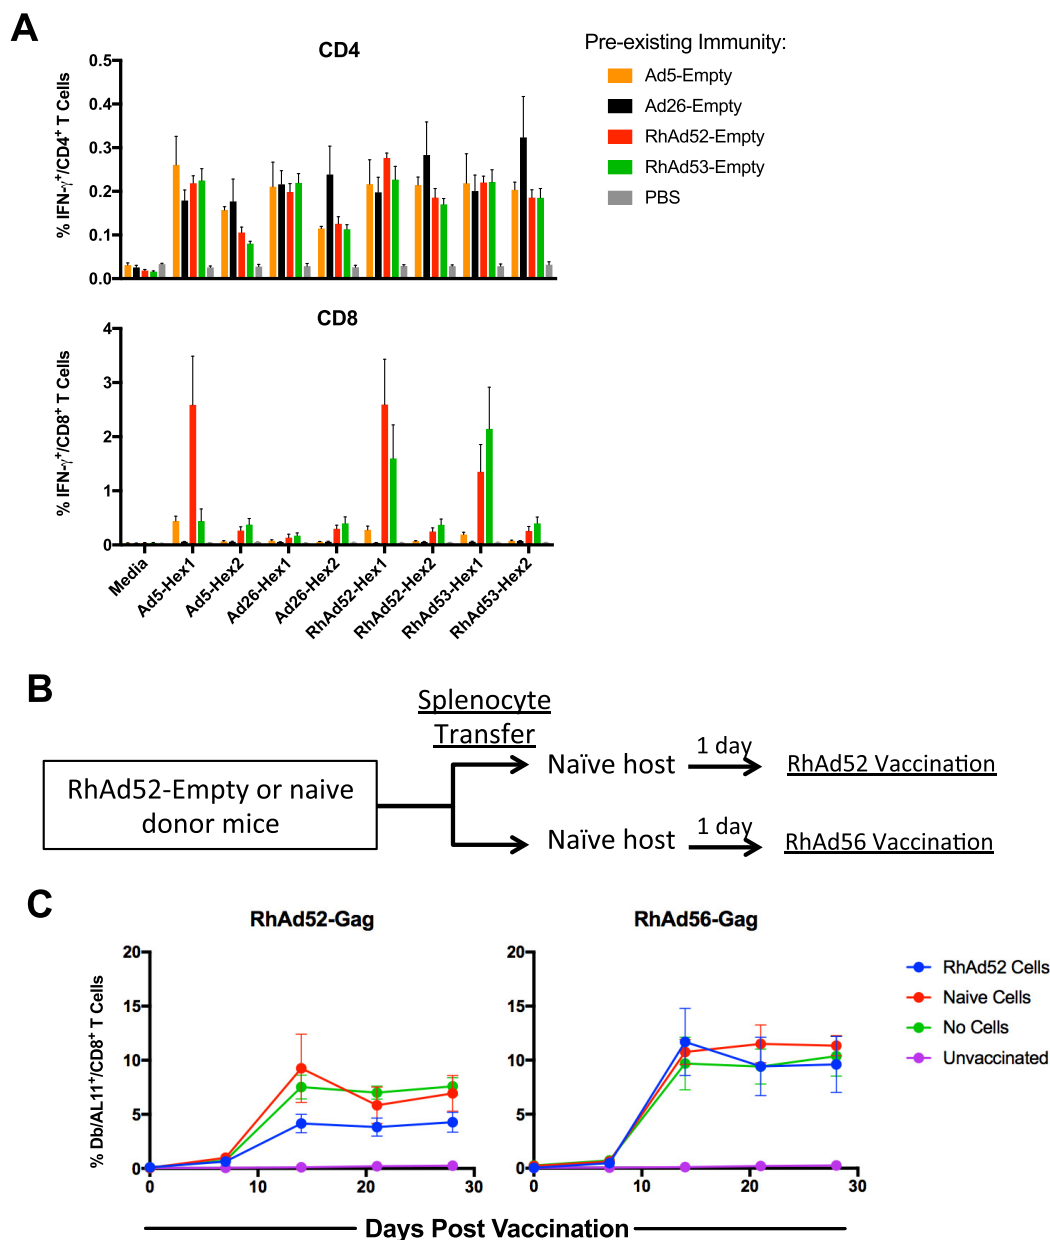 A
CD4
% IFN-γ+/CD4+ T Cells
0.5
0.4
0.3
0.2
0.1
0.0
Pre-existing Immunity:
Ad5-Empty
Ad26-Empty
RhAd52-Empty
RhAd53-Empty
PBS
CD8
% IFN-γ+/CD8+ T Cells
4
3
2
1
0
Media
Ad5-Hex1
Ad5-Hex2
Ad26-Hex1
Ad26-Hex2
RhAd52-Hex1
RhAd52-Hex2
RhAd53-Hex1
RhAd53-Hex2
B
Splenocyte
Transfer
RhAd52-Empty or naive
donor mice
Naïve host
1 day
RhAd52 Vaccination
Naïve host
1 day
RhAd56 Vaccination
C
RhAd52-Gag
% Db/AL11+/CD8+ T Cells
20
15
10
5
0
0 10 20 30
RhAd56-Gag
20
15
10
5
0
0 10 20 30
RhAd52 Cells
Naive Cells
No Cells
Unvaccinated
Days Post Vaccination